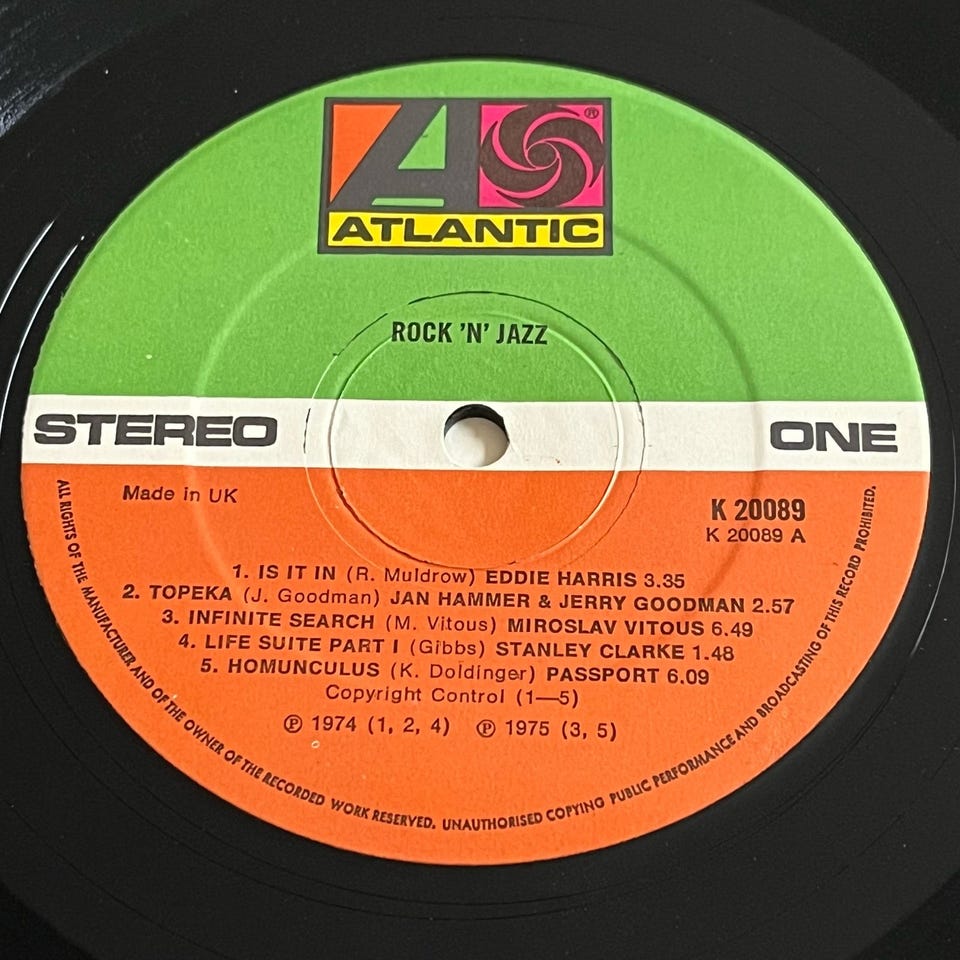 A
®
ATLANTIC
ROCK 'N' JAZZ
STEREO
ONE
Made in UK
K 20089
K 20089 A
1. IS IT IN (R. Muldrow) EDDIE HARRIS 3.35
2. TOPEKA (J. Goodman) JAN HAMMER & JERRY GOODMAN 2.57
3. INFINITE SEARCH (M. Vitous) MIROSLAV VITOUS 6.49
4. LIFE SUITE PART I (Gibbs) STANLEY CLARKE 1.48
5. HOMUNCULUS (K. Doldinger) PASSPORT 6.09
Copyright Control (1—5)
℗ 1974 (1, 2, 4) ℗ 1975 (3, 5)
ALL RIGHTS OF THE MANUFACTURER AND OF THE OWNER OF THE RECORDED WORK RESERVED. UNAUTHORISED COPYING PUBLIC PERFORMANCE AND BROADCASTING OF THIS RECORD PROHIBITED.